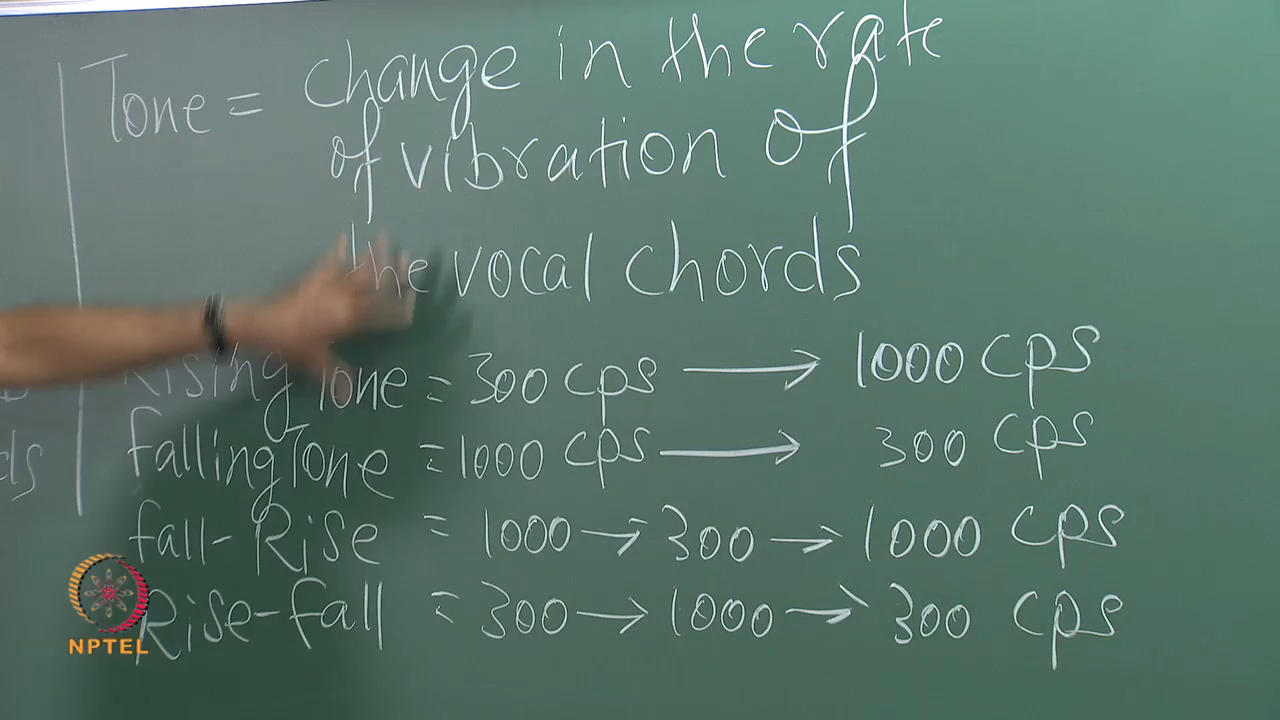 Tone = change in the rate
of vibration of
the vocal chords
Rising Tone = 300 cps → 1000 cps
falling Tone = 1000 cps → 300 cps
fall-Rise = 1000 → 300 → 1000 cps
Rise-fall = 300 → 1000 → 300 cps
ds
NPTEL